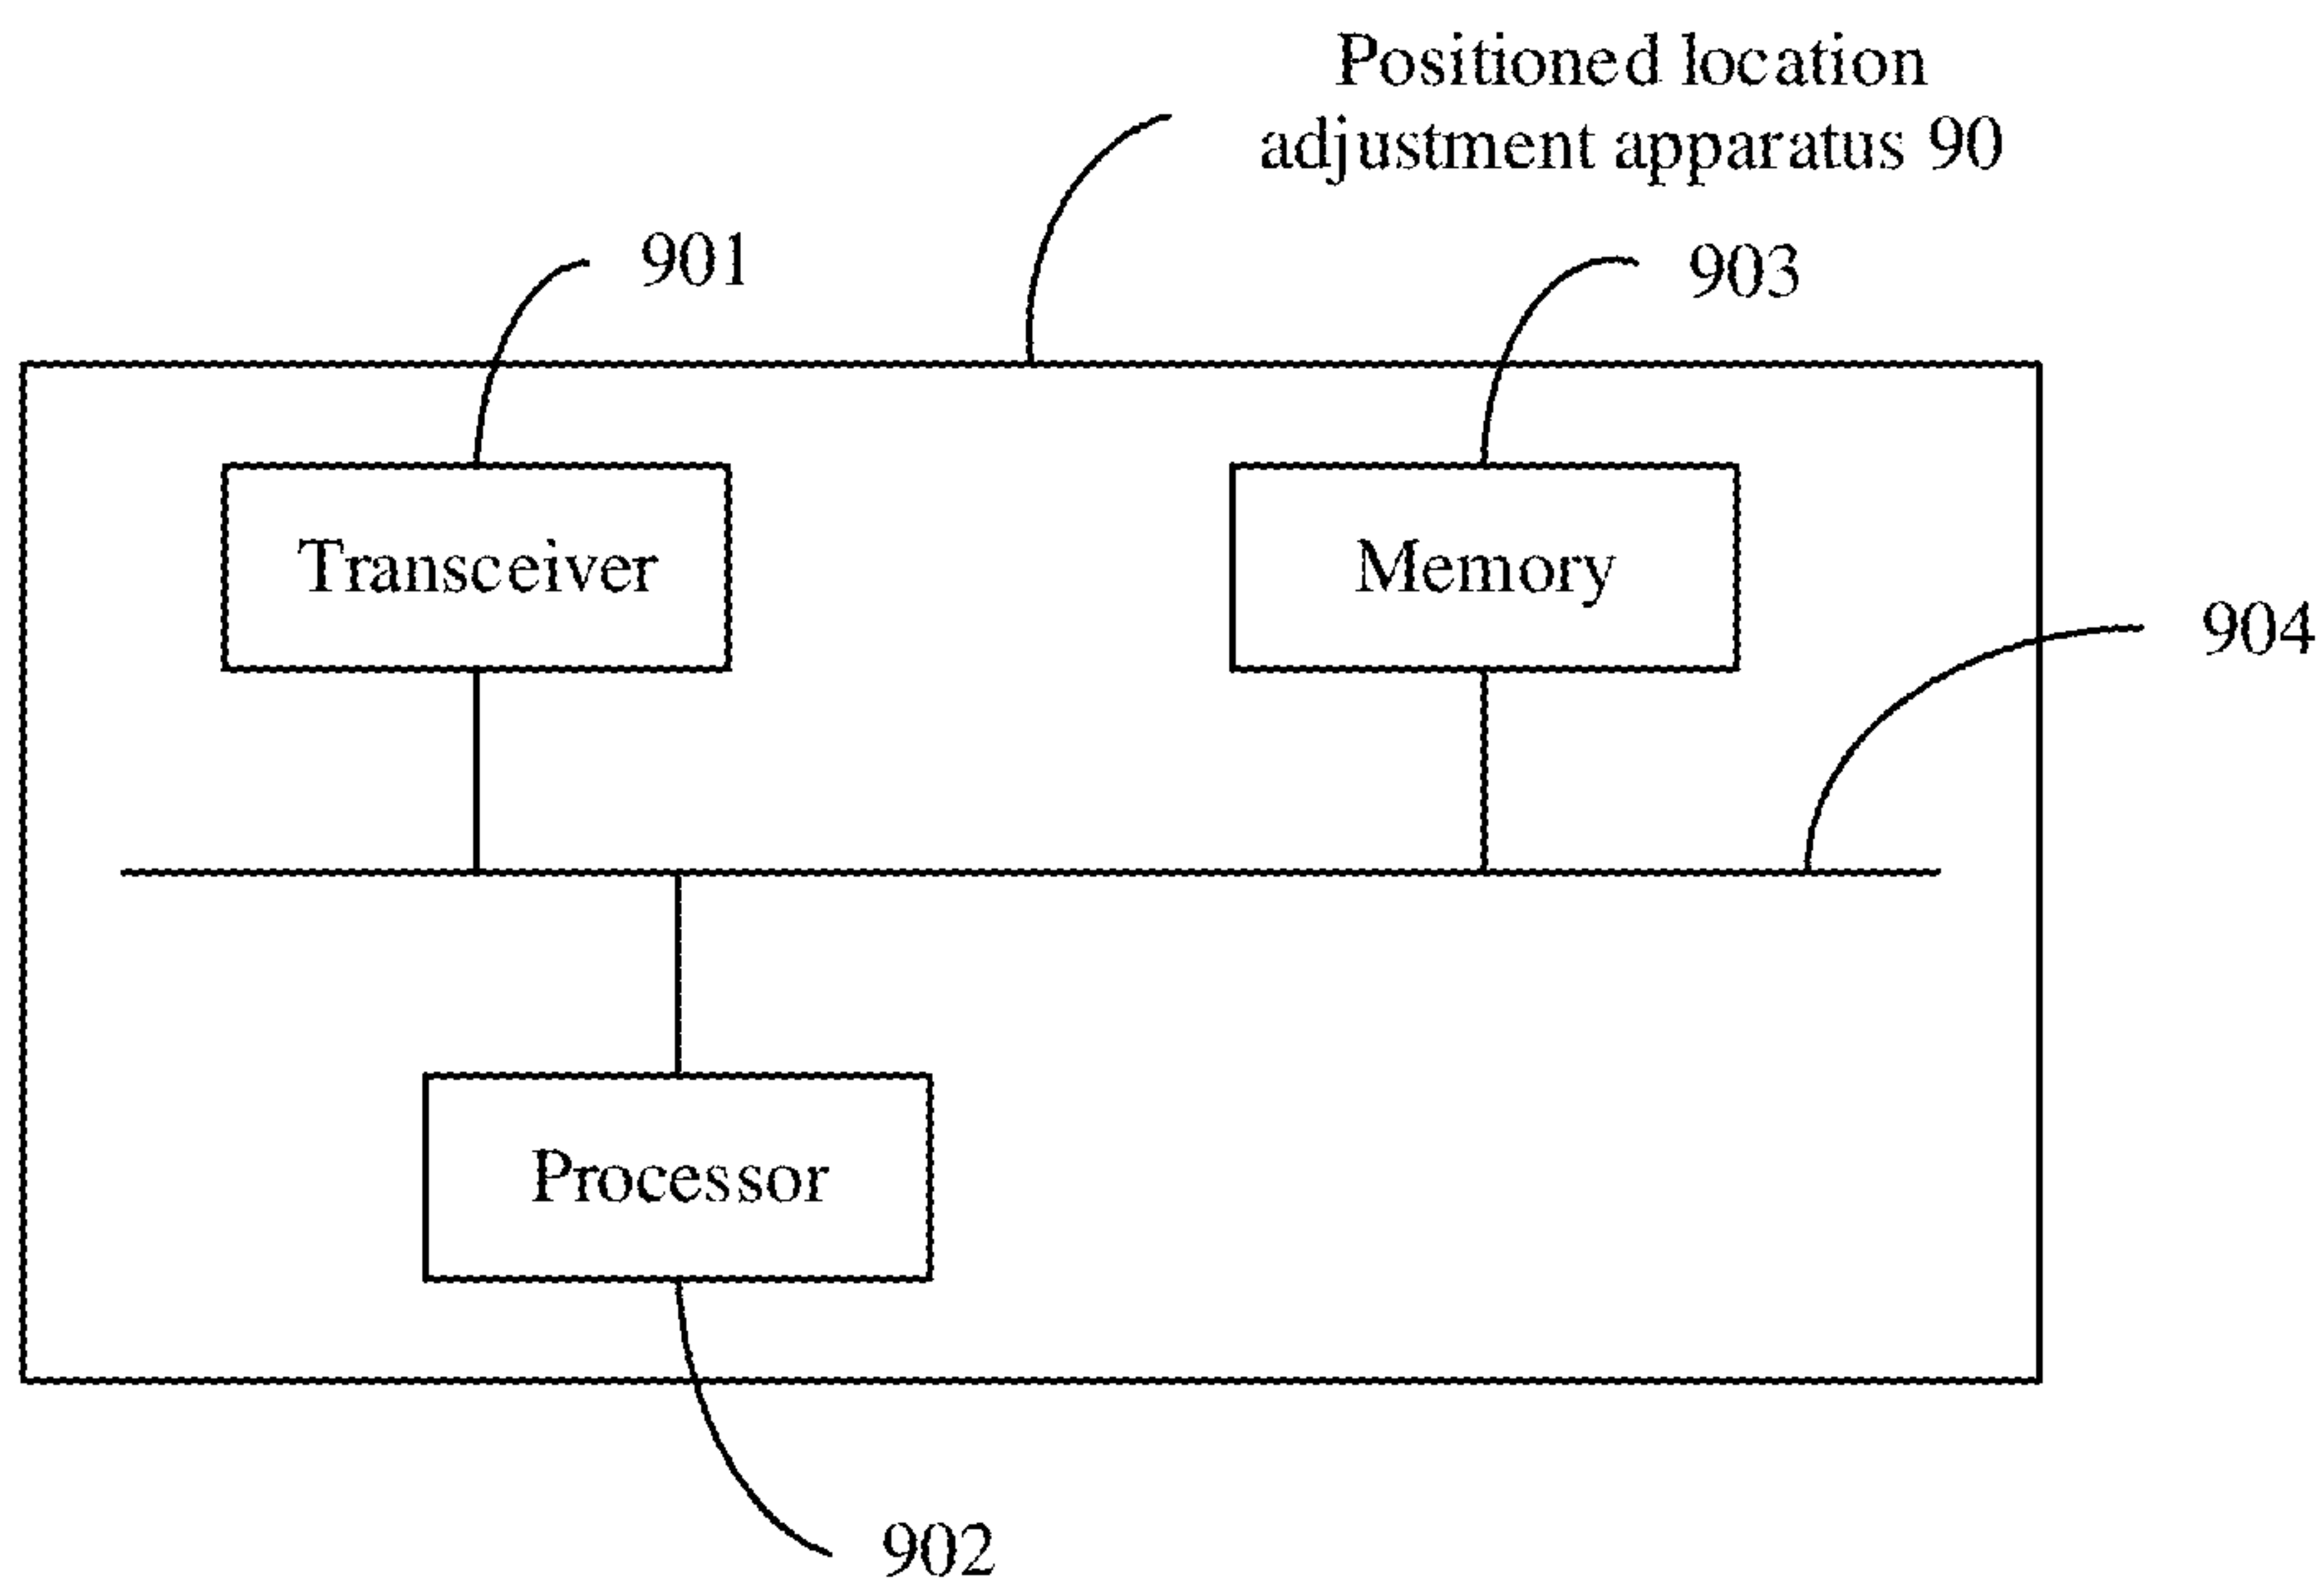 Positioned location
adjustment apparatus 90
901
903
Transceiver
Memory
904
Processor
902